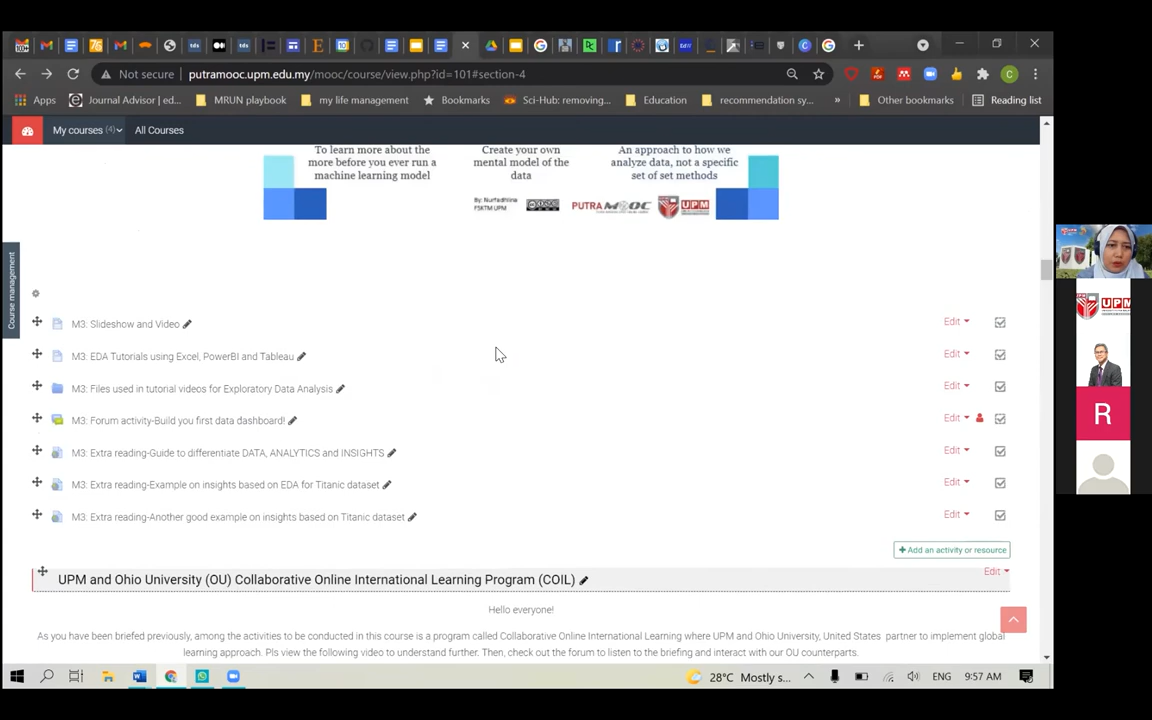 Not secure
putramooc.upm.edu.my/mooc/course/view.php?id=101#section-4
Apps
Journal Advisor | ed...
MRUN playbook
my life management
Bookmarks
Sci-Hub: removing...
Education
recommendation sy...
»
Other bookmarks
Reading list
My courses (4)
All Courses
Course management
To learn more about the
more before you ever run a
machine learning model
Create your own
mental model of the
data
An approach to how we
analyze data, not a specific
set of set methods
By: Nurfadhlina
FSKTM UPM
PUTRA MOOC
UPM
M3: Slideshow and Video
Edit
M3: EDA Tutorials using Excel, PowerBI and Tableau
Edit
M3: Files used in tutorial videos for Exploratory Data Analysis
Edit
M3: Forum activity-Build you first data dashboard!
Edit
M3: Extra reading-Guide to differentiate DATA, ANALYTICS and INSIGHTS
Edit
M3: Extra reading-Example on insights based on EDA for Titanic dataset
Edit
M3: Extra reading-Another good example on insights based on Titanic dataset
Edit
+ Add an activity or resource
UPM and Ohio University (OU) Collaborative Online International Learning Program (COIL)
Edit
Hello everyone!
As you have been briefed previously, among the activities to be conducted in this course is a program called Collaborative Online International Learning where UPM and Ohio University, United States partner to implement global
learning approach. Pls view the following video to understand further. Then, check out the forum to listen to the briefing and interact with our OU counterparts.
R
28°C Mostly s...
ENG
9:57 AM